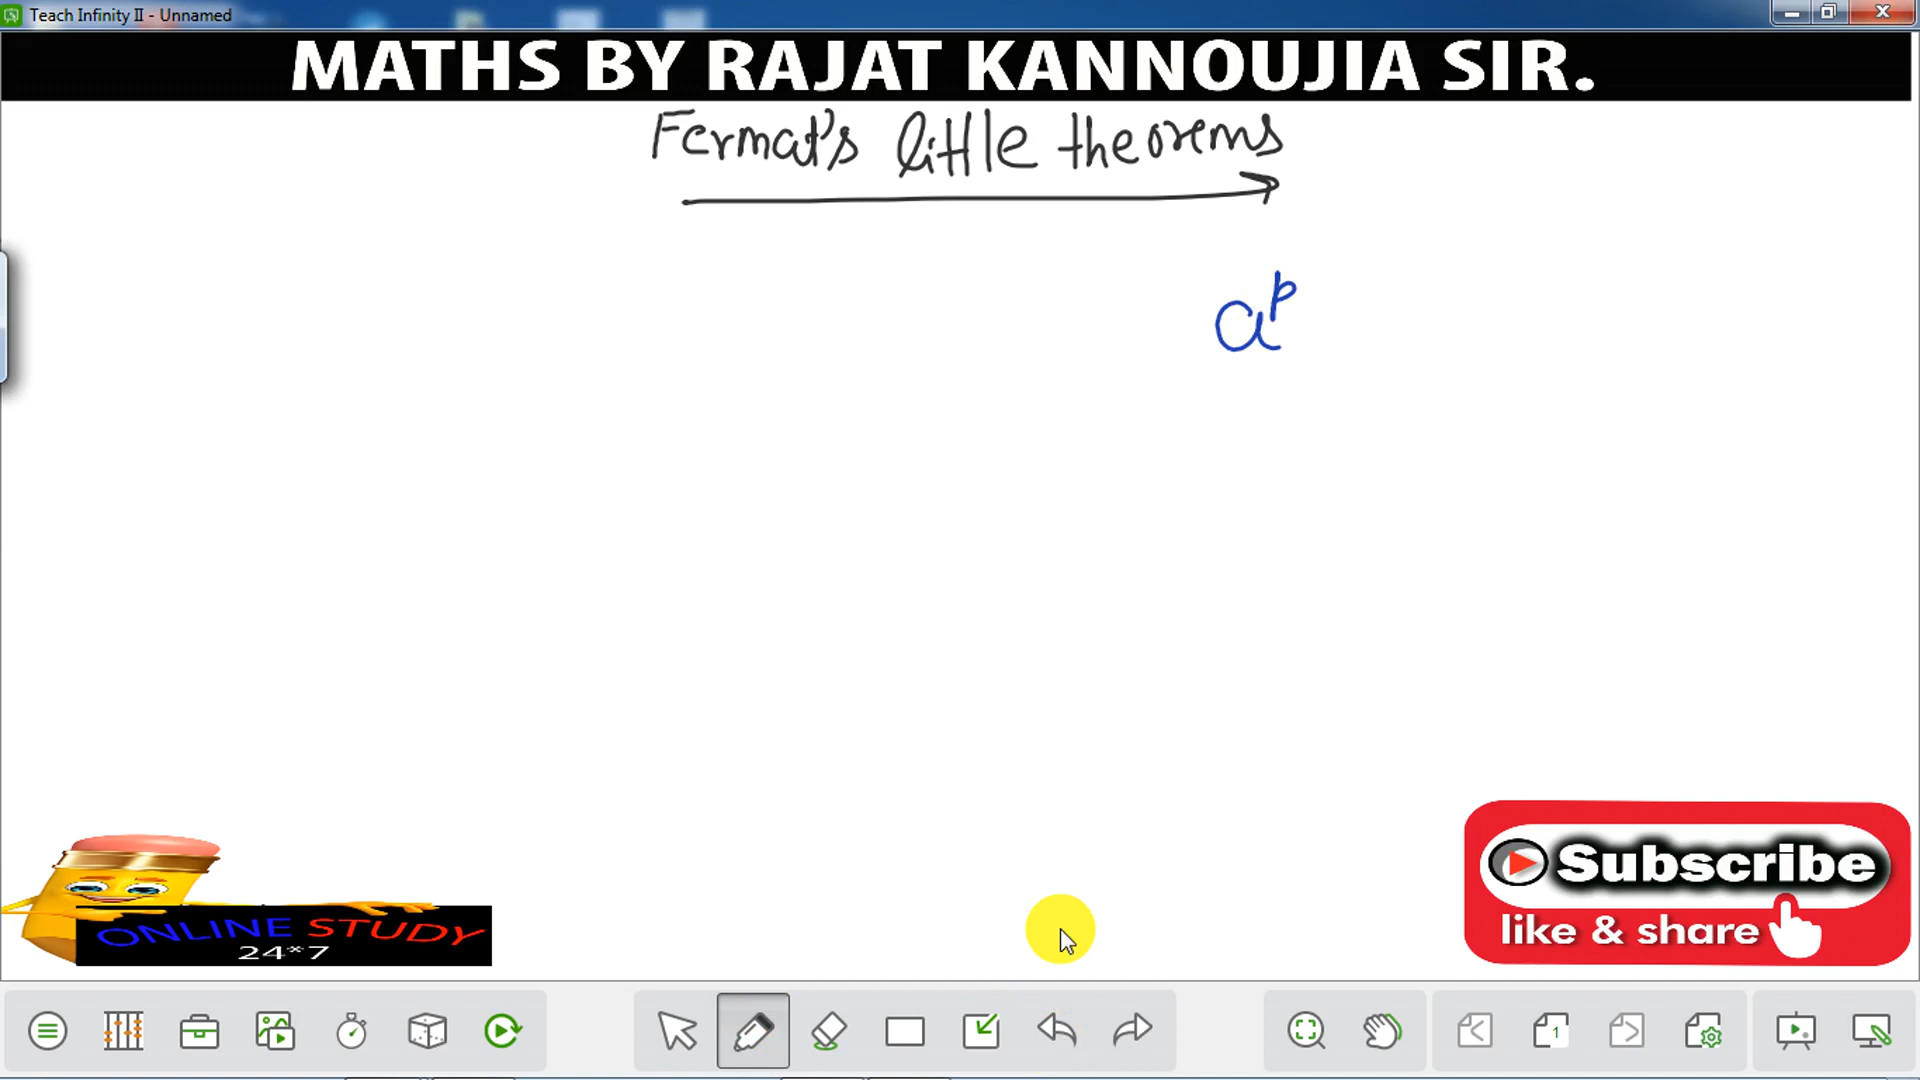 Teach Infinity II - Unnamed
MATHS BY RAJAT KANNOUJIA SIR.
Fermat's little theorems
a^p
Subscribe
like & share
ONLINE STUDY
24*7
1